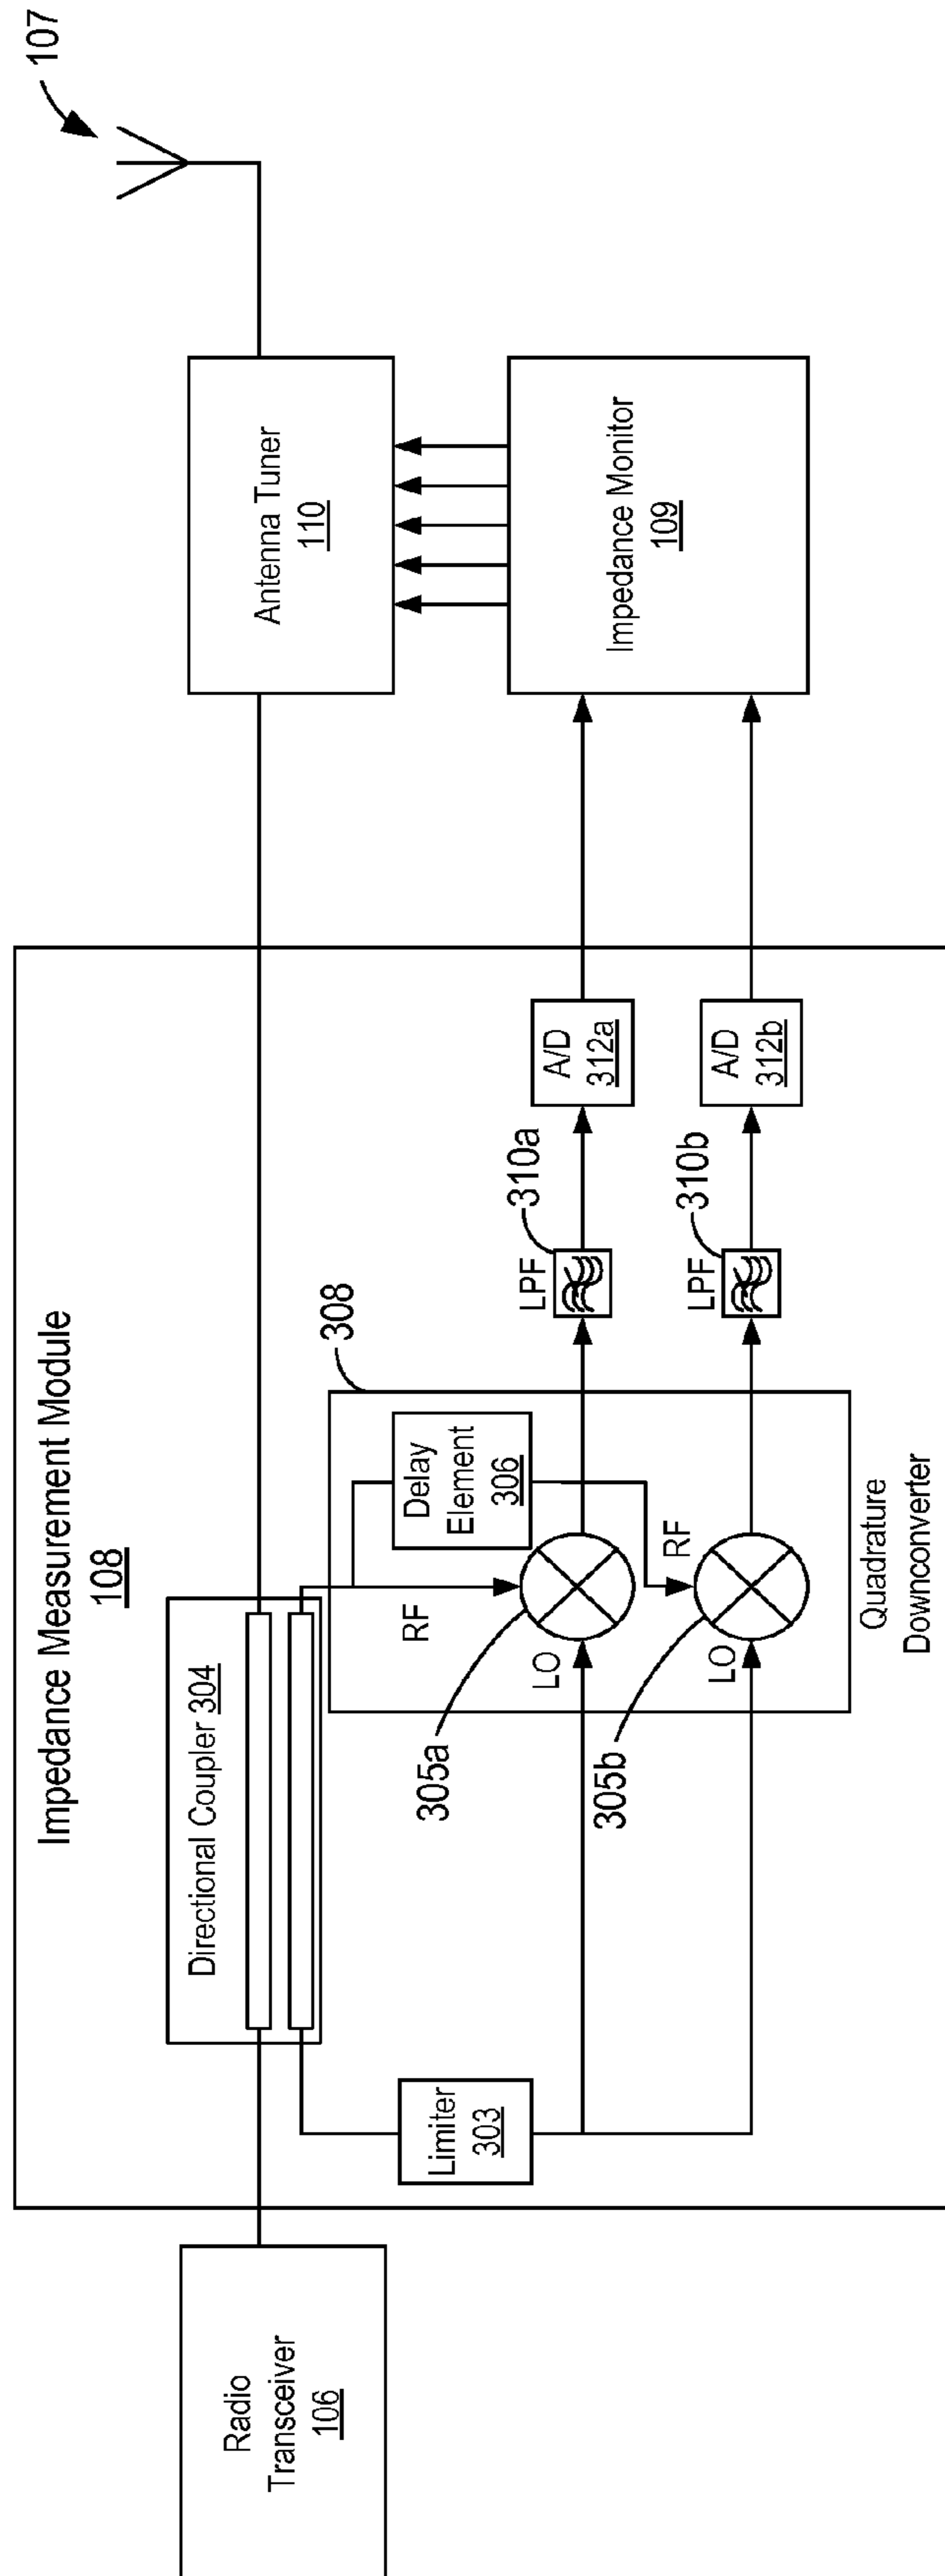 Impedance Measurement Module
108
107
Radio
Transceiver
106
Directional Coupler 304
Limiter
303
Antenna Tuner
110
Impedance Monitor
109
308
Delay
Element
306
RF
RF
LO
LO
305a
305b
LPF
310a
LPF
310b
A/D
312a
A/D
312b
Quadrature
Downconverter